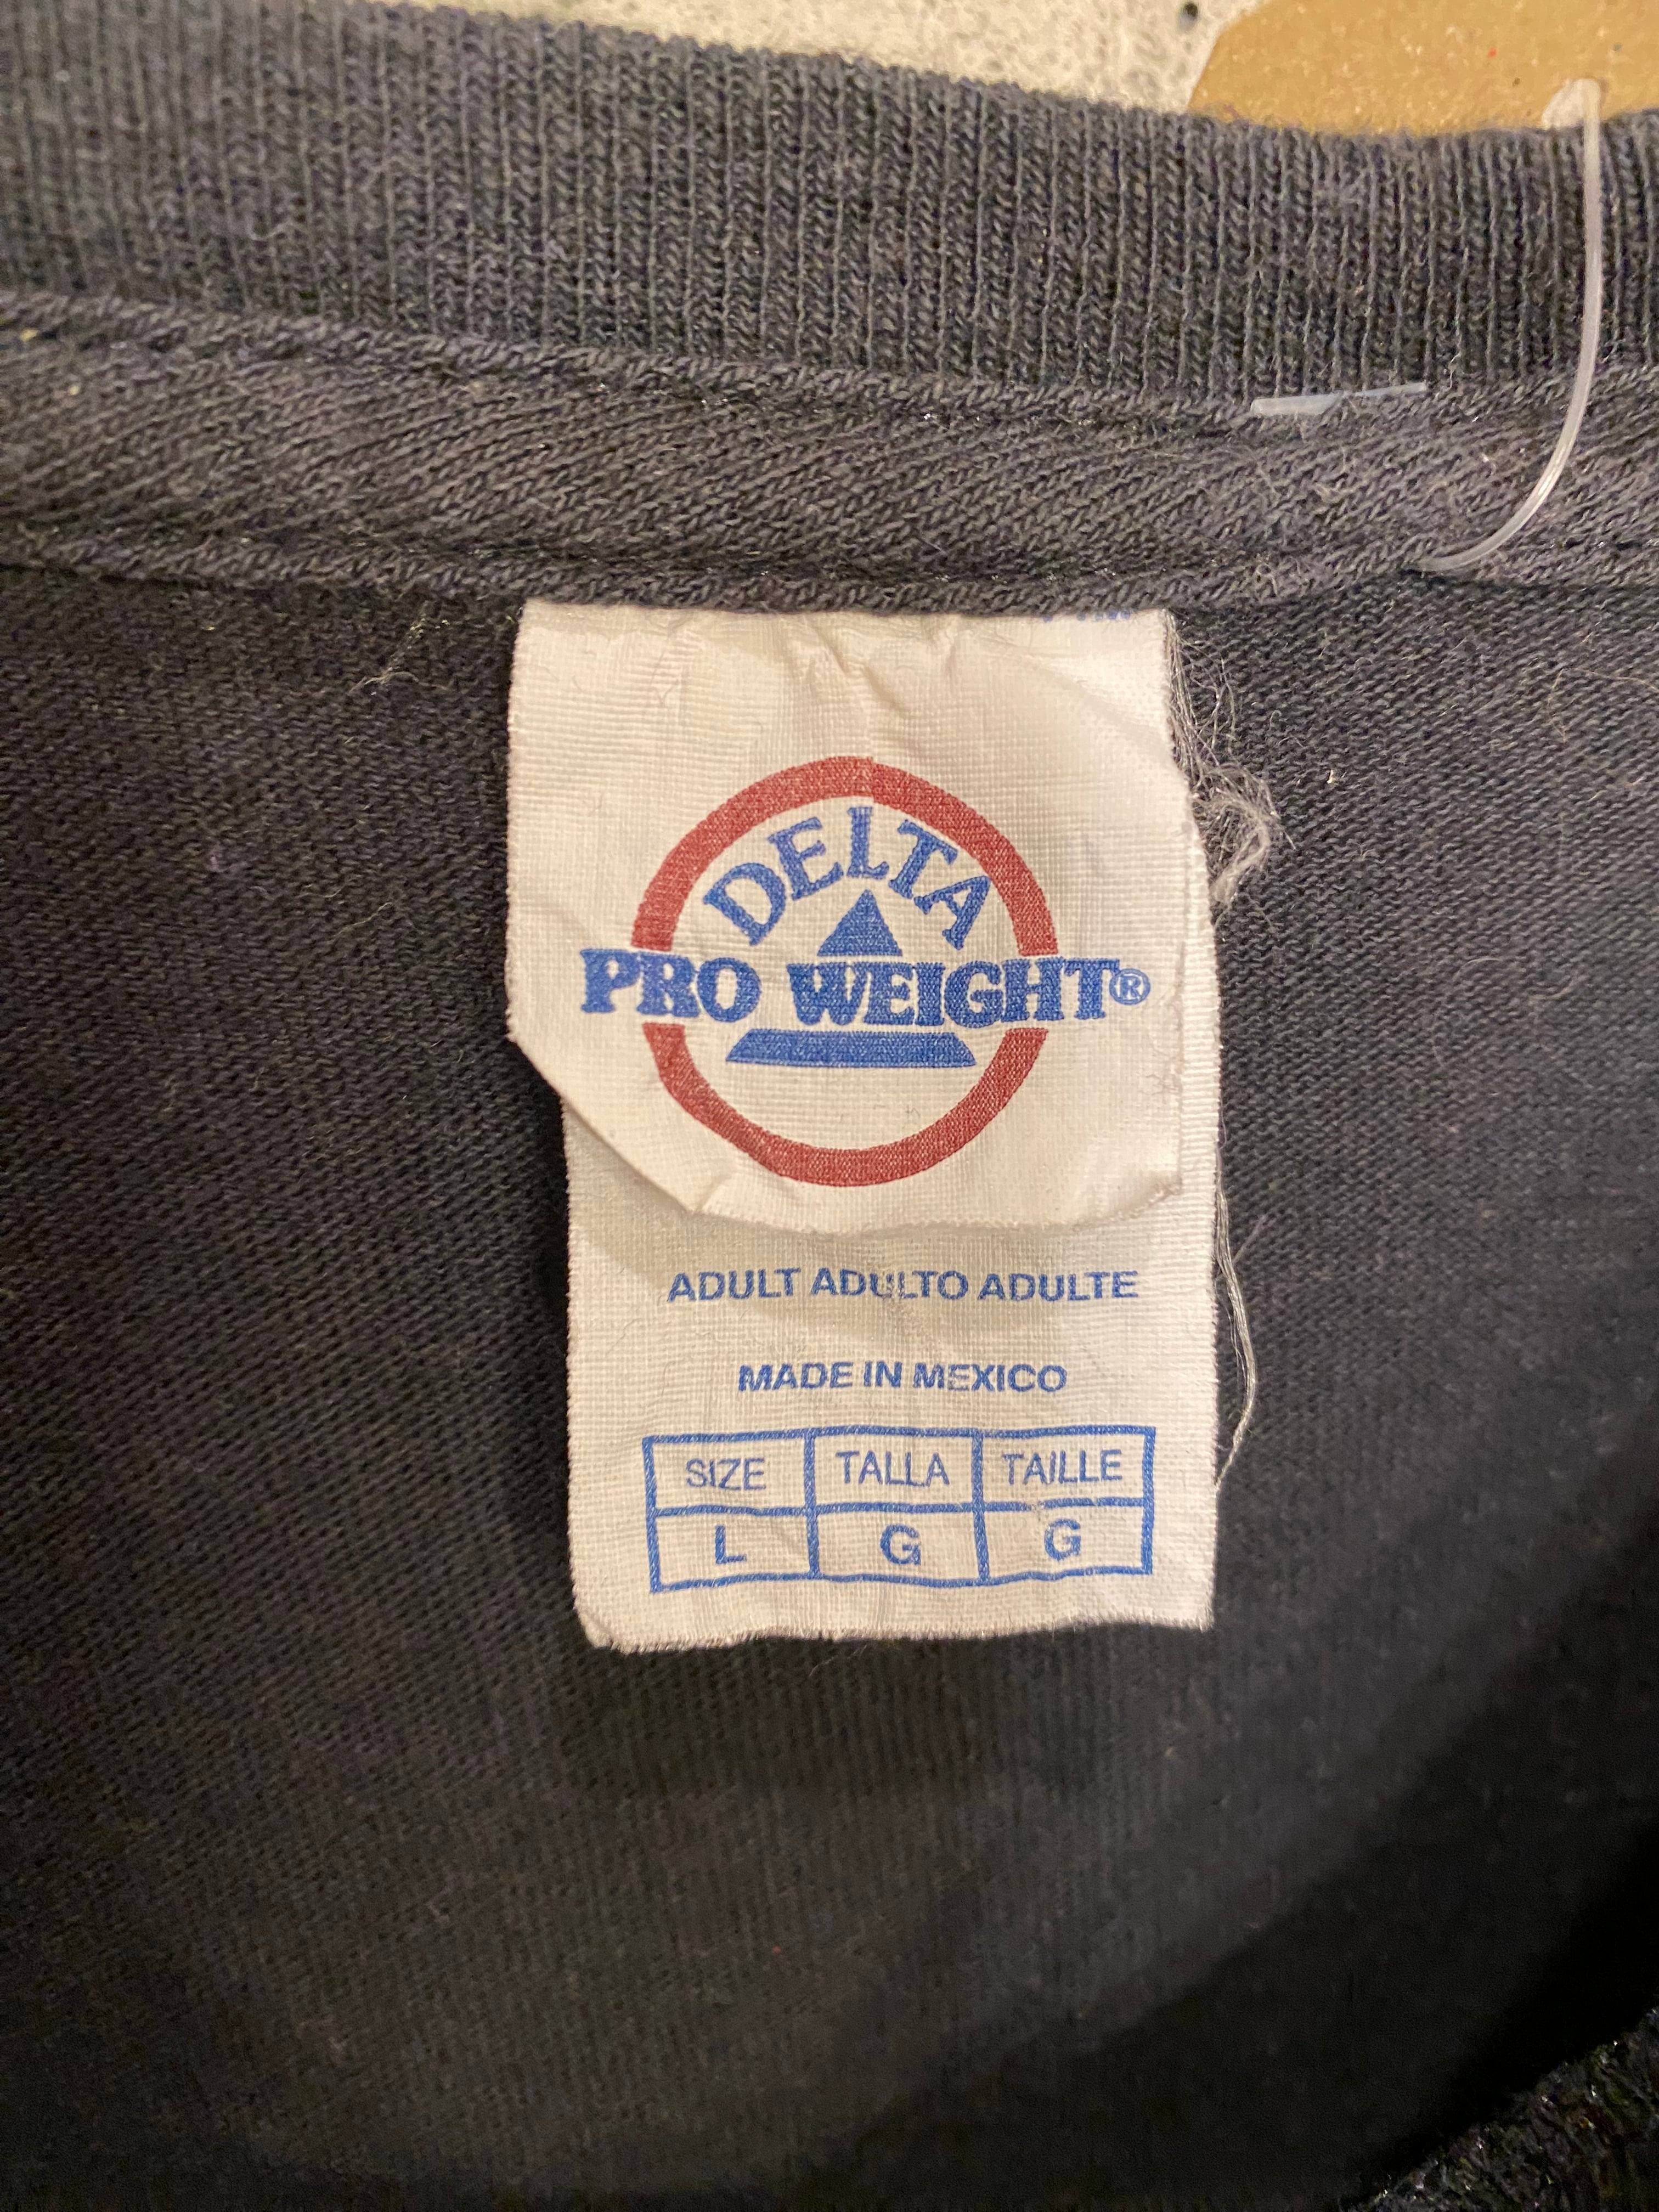 DELTA
PRO WEIGHT®
ADULT ADULTO ADULTE
MADE IN MEXICO
SIZE TALLA TAILLE
L G G